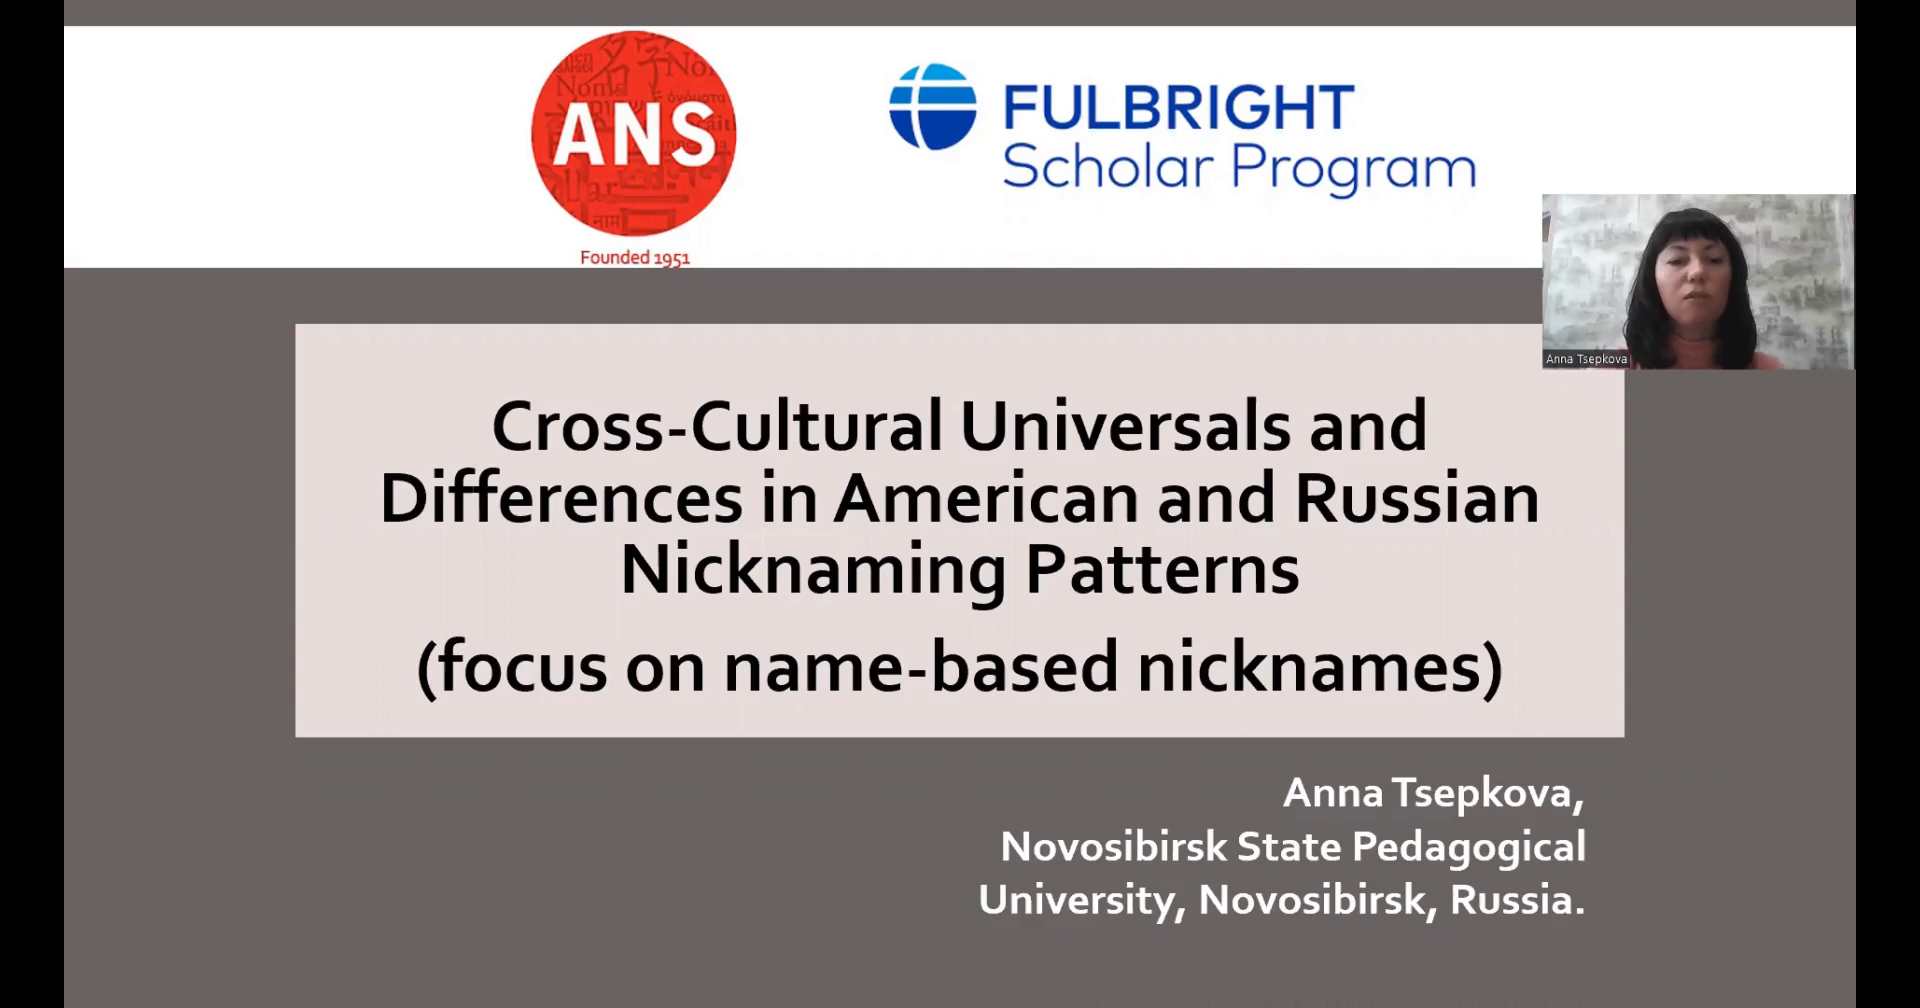 ANS
Founded 1951
FULBRIGHT
Scholar Program
Anna Tsepkova
Cross-Cultural Universals and
Differences in American and Russian
Nicknaming Patterns
(focus on name-based nicknames)
Anna Tsepkova,
Novosibirsk State Pedagogical
University, Novosibirsk, Russia.